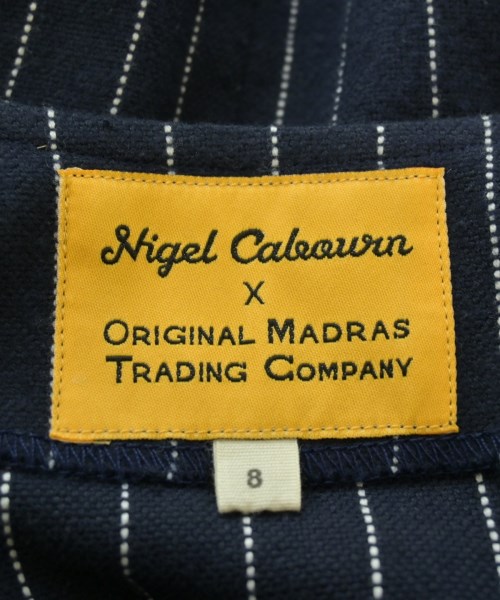 Nigel Cabourn
X
ORIGINAL MADRAS
TRADING COMPANY
8